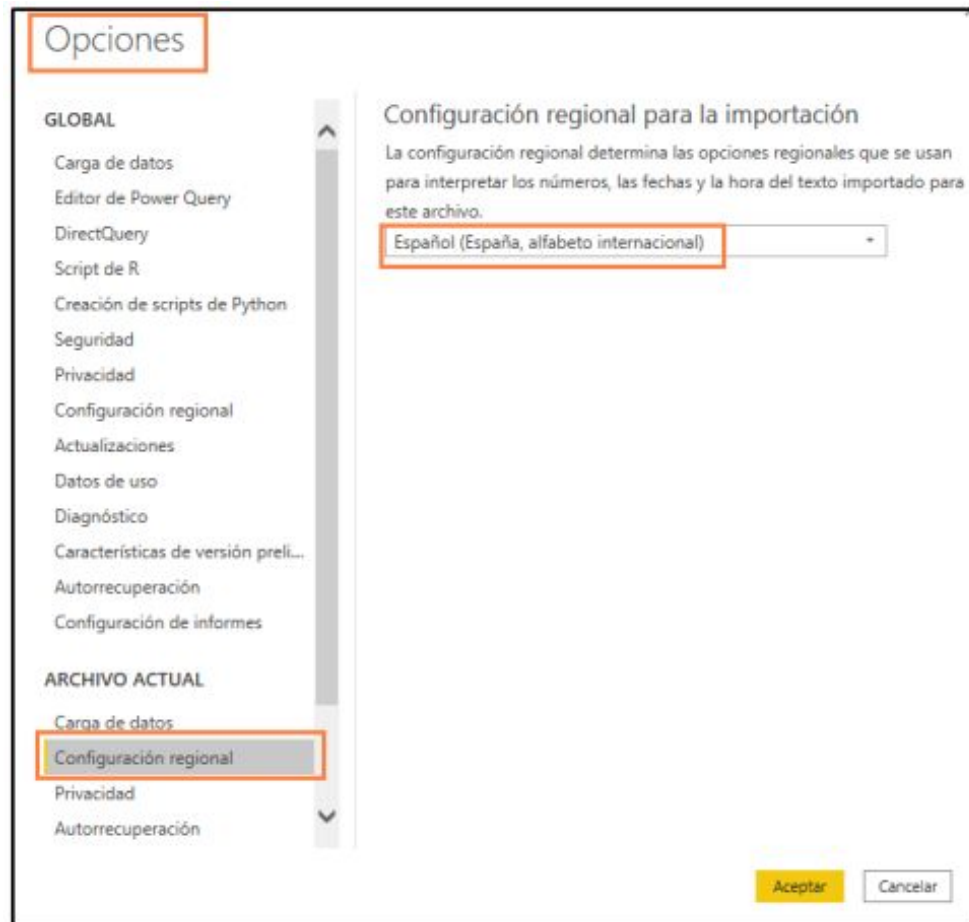 Opciones
GLOBAL
Carga de datos
Editor de Power Query
DirectQuery
Script de R
Creación de scripts de Python
Seguridad
Privacidad
Configuración regional
Actualizaciones
Datos de uso
Diagnóstico
Características de versión preli...
Autorrecuperación
Configuración de informes
ARCHIVO ACTUAL
Carga de datos
Configuración regional
Privacidad
Autorrecuperación
Configuración regional para la importación
La configuración regional determina las opciones regionales que se usan
para interpretar los números, las fechas y la hora del texto importado para
este archivo.
Español (España, alfabeto internacional)
Aceptar
Cancelar